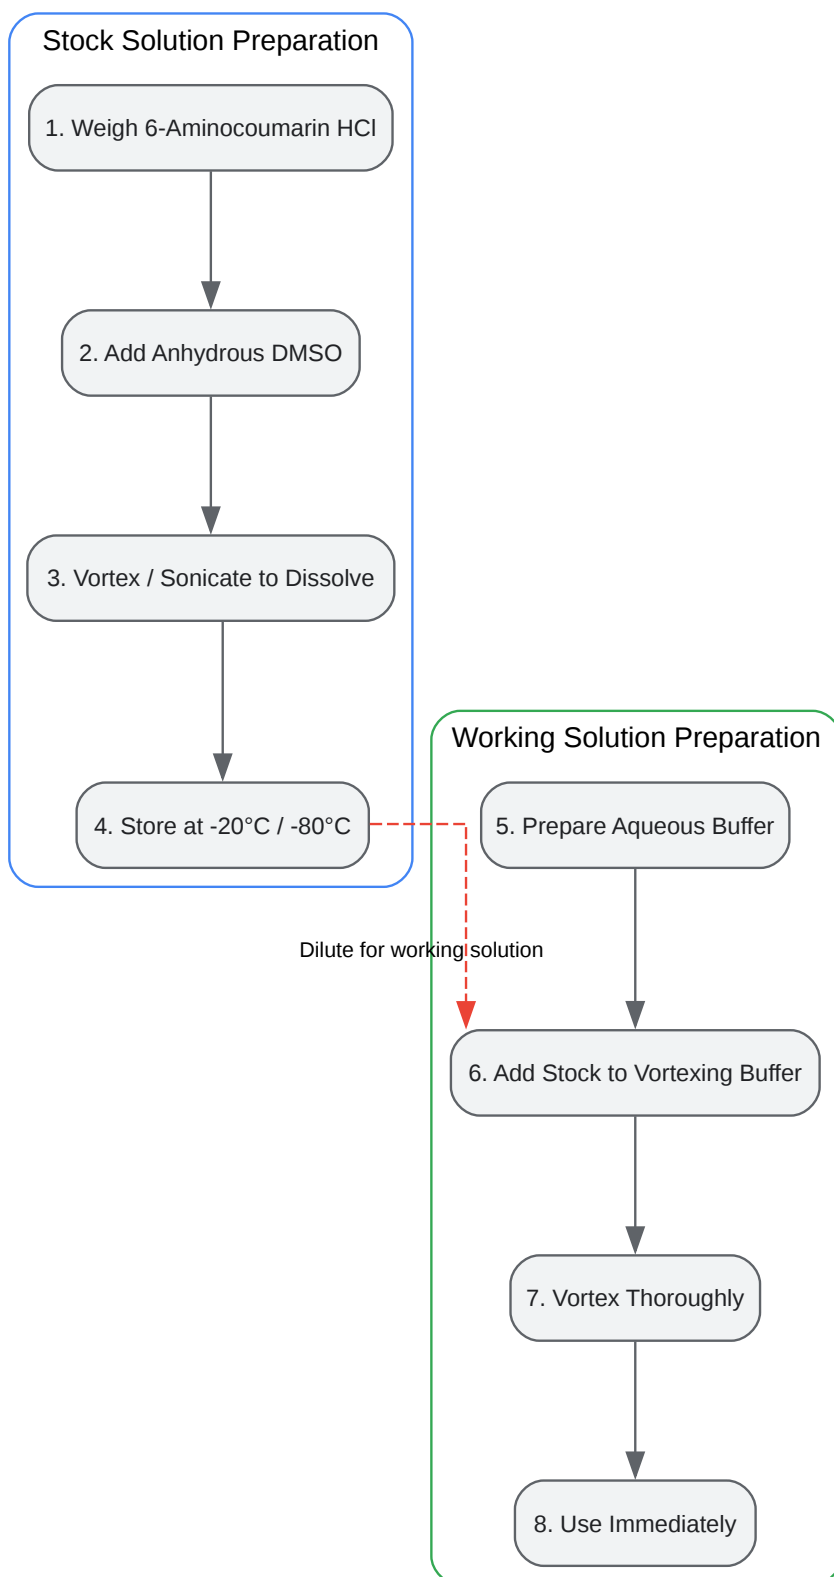 Stock Solution Preparation
1. Weigh 6-Aminocoumarin HCl
2. Add Anhydrous DMSO
3. Vortex / Sonicate to Dissolve
4. Store at -20°C / -80°C
Dilute for working solution
Working Solution Preparation
5. Prepare Aqueous Buffer
6. Add Stock to Vortexing Buffer
7. Vortex Thoroughly
8. Use Immediately